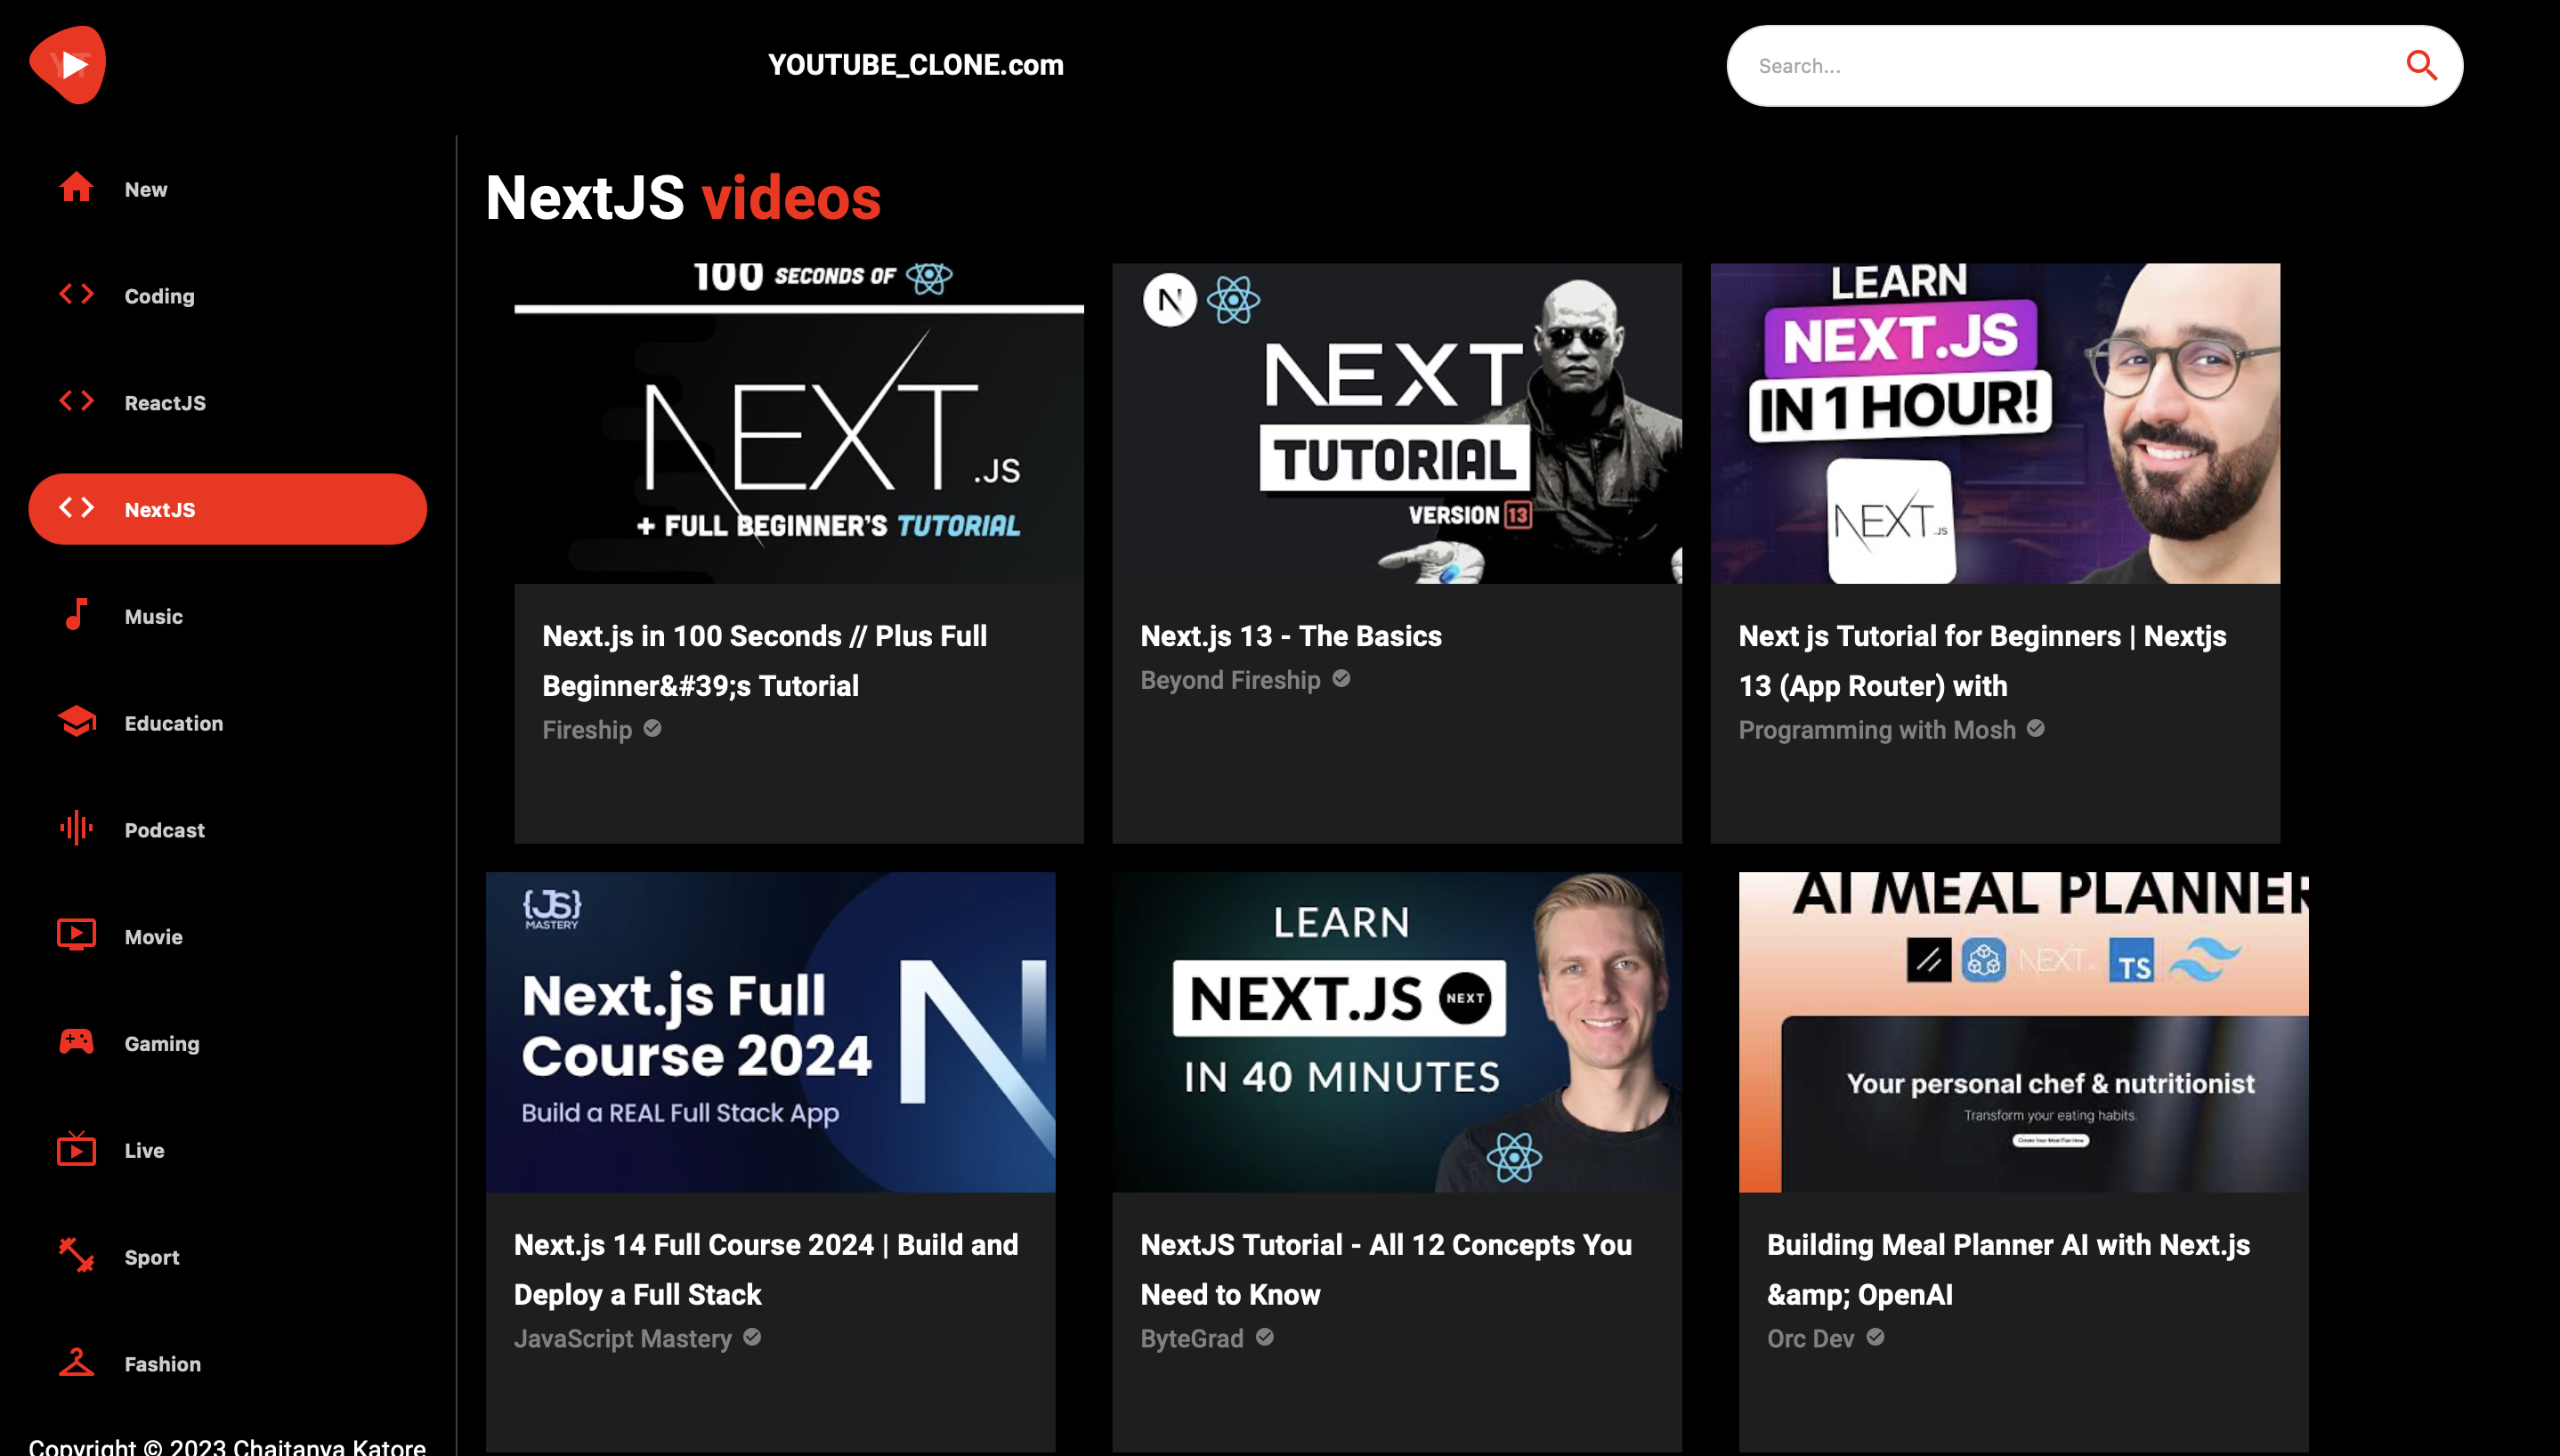 YT
YOUTUBE_CLONE.com
Search...
New
Coding
ReactJS
NextJS
Music
Education
Podcast
Movie
Gaming
Live
Sport
Fashion
Copyright © 2023 Chaitanya Katore
NextJS videos
100 SECONDS OF
NEXT.JS
+ FULL BEGINNER'S TUTORIAL
Next.js in 100 Seconds // Plus Full
Beginner&#39;s Tutorial
Fireship
N
NEXT
TUTORIAL
VERSION 13
Next.js 13 - The Basics
Beyond Fireship
LEARN
NEXT.JS
IN 1 HOUR!
NEXT.JS
Next js Tutorial for Beginners | Nextjs
13 (App Router) with
Programming with Mosh
{JS}
MASTERY
Next.js Full
Course 2024
Build a REAL Full Stack App
N
Next.js 14 Full Course 2024 | Build and
Deploy a Full Stack
JavaScript Mastery
LEARN
NEXT.JS NEXT
IN 40 MINUTES
NextJS Tutorial - All 12 Concepts You
Need to Know
ByteGrad
AI MEAL PLANNER
NEXT TS
Your personal chef & nutritionist
Transform your eating habits.
Create Your Meal Plan Now
Building Meal Planner AI with Next.js
&amp; OpenAI
Orc Dev